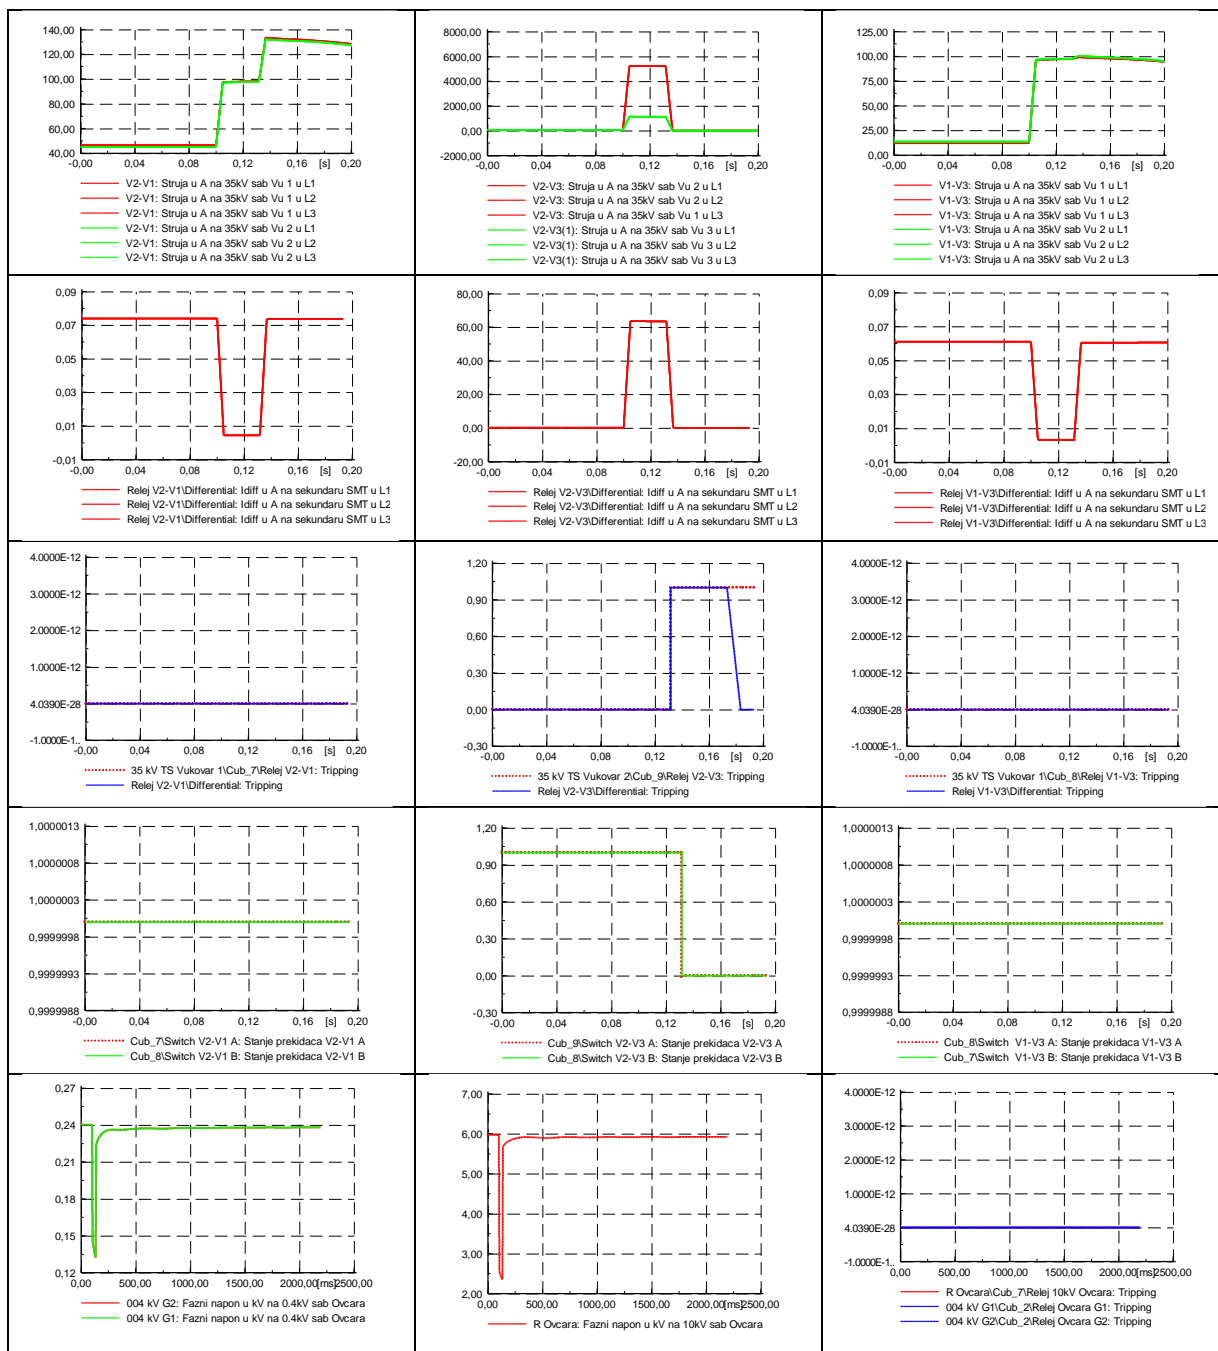 140,00
120,00
100,00
80,00
60,00
40,00
-0,00 0,04 0,08 0,12 0,16 [s] 0,20
V2-V1: Struja u A na 35kV sab Vu 1 u L1
V2-V1: Struja u A na 35kV sab Vu 1 u L2
V2-V1: Struja u A na 35kV sab Vu 1 u L3
V2-V1: Struja u A na 35kV sab Vu 2 u L1
V2-V1: Struja u A na 35kV sab Vu 2 u L2
V2-V1: Struja u A na 35kV sab Vu 2 u L3
8000,00
6000,00
4000,00
2000,00
0,00
-2000,00
-0,00 0,04 0,08 0,12 0,16 [s] 0,20
V2-V3: Struja u A na 35kV sab Vu 2 u L1
V2-V3: Struja u A na 35kV sab Vu 2 u L2
V2-V3: Struja u A na 35kV sab Vu 2 u L3
V2-V3(1): Struja u A na 35kV sab Vu 3 u L1
V2-V3(1): Struja u A na 35kV sab Vu 3 u L2
V2-V3(1): Struja u A na 35kV sab Vu 3 u L3
125,00
100,00
75,00
50,00
25,00
0,00
-0,00 0,04 0,08 0,12 0,16 [s] 0,20
V1-V3: Struja u A na 35kV sab Vu 1 u L1
V1-V3: Struja u A na 35kV sab Vu 1 u L2
V1-V3: Struja u A na 35kV sab Vu 1 u L3
V1-V3: Struja u A na 35kV sab Vu 2 u L1
V1-V3: Struja u A na 35kV sab Vu 2 u L2
V1-V3: Struja u A na 35kV sab Vu 2 u L3
0,09
0,07
0,05
0,03
0,01
-0,01
-0,00 0,04 0,08 0,12 0,16 [s] 0,20
Relej V2-V1\Differential: Idiff u A na sekundaru SMT u L1
Relej V2-V1\Differential: Idiff u A na sekundaru SMT u L2
Relej V2-V1\Differential: Idiff u A na sekundaru SMT u L3
80,00
60,00
40,00
20,00
0,00
-20,00
-0,00 0,04 0,08 0,12 0,16 [s] 0,20
Relej V2-V3\Differential: Idiff u A na sekundaru SMT u L1
Relej V2-V3\Differential: Idiff u A na sekundaru SMT u L2
Relej V2-V3\Differential: Idiff u A na sekundaru SMT u L3
0,09
0,07
0,05
0,03
0,01
-0,01
-0,00 0,04 0,08 0,12 0,16 [s] 0,20
Relej V1-V3\Differential: Idiff u A na sekundaru SMT u L1
Relej V1-V3\Differential: Idiff u A na sekundaru SMT u L2
Relej V1-V3\Differential: Idiff u A na sekundaru SMT u L3
4.0000E-12
3.0000E-12
2.0000E-12
1.0000E-12
4.0390E-28
-1.0000E-1..
-0,00 0,04 0,08 0,12 0,16 [s] 0,20
35 kV TS Vukovar 1\Cub_7\Relej V2-V1: Tripping
Relej V2-V1\Differential: Tripping
1,20
0,90
0,60
0,30
0,00
-0,30
-0,00 0,04 0,08 0,12 0,16 [s] 0,20
35 kV TS Vukovar 2\Cub_9\Relej V2-V3: Tripping
Relej V2-V3\Differential: Tripping
4.0000E-12
3.0000E-12
2.0000E-12
1.0000E-12
4.0390E-28
-1.0000E-1..
-0,00 0,04 0,08 0,12 0,16 [s] 0,20
35 kV TS Vukovar 1\Cub_8\Relej V1-V3: Tripping
Relej V1-V3\Differential: Tripping
1,0000013
1,0000008
1,0000003
0,9999998
0,9999993
0,9999988
-0,00 0,04 0,08 0,12 0,16 [s] 0,20
Cub_7\Switch V2-V1 A: Stanje prekidaca V2-V1 A
Cub_8\Switch V2-V1 B: Stanje prekidaca V2-V1 B
1,20
0,90
0,60
0,30
0,00
-0,30
-0,00 0,04 0,08 0,12 0,16 [s] 0,20
Cub_9\Switch V2-V3 A: Stanje prekidaca V2-V3 A
Cub_8\Switch V2-V3 B: Stanje prekidaca V2-V3 B
1,0000013
1,0000008
1,0000003
0,9999998
0,9999993
0,9999988
-0,00 0,04 0,08 0,12 0,16 [s] 0,20
Cub_8\Switch V1-V3 A: Stanje prekidaca V1-V3 A
Cub_7\Switch V1-V3 B: Stanje prekidaca V1-V3 B
0,27
0,24
0,21
0,18
0,15
0,12
0,00 500,00 1000,00 1500,00 2000,00 [ms] 2500,00
004 kV G2: Fazni napon u kV na 0.4kV sab Ovcara
004 kV G1: Fazni napon u kV na 0.4kV sab Ovcara
7,00
6,00
5,00
4,00
3,00
2,00
0,00 500,00 1000,00 1500,00 2000,00 [ms] 2500,00
R Ovcara: Fazni napon u kV na 10kV sab Ovcara
4.0000E-12
3.0000E-12
2.0000E-12
1.0000E-12
4.0390E-28
-1.0000E-1..
0,00 500,00 1000,00 1500,00 2000,00 [ms] 2500,00
R Ovcara\Cub_7\Relej 10kV Ovcara: Tripping
004 kV G1\Cub_2\Relej Ovcara G1: Tripping
004 kV G2\Cub_2\Relej Ovcara G2: Tripping